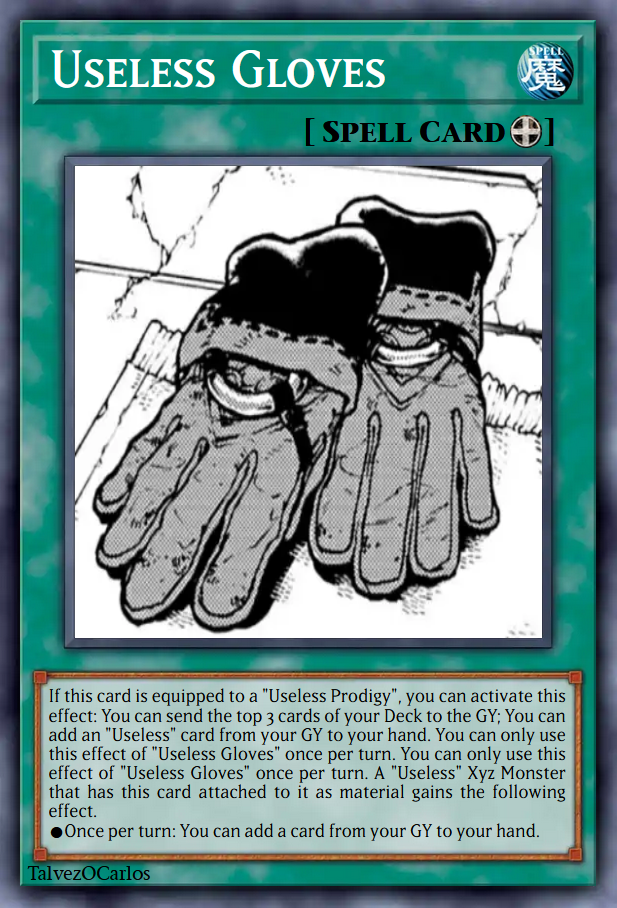 Useless Gloves
SPELL
魔
[ Spell Card ]
If this card is equipped to a "Useless Prodigy", you can activate this
effect: You can send the top 3 cards of your Deck to the GY; You can
add an "Useless" card from your GY to your hand. You can only use
this effect of "Useless Gloves" once per turn. You can only use this
effect of "Useless Gloves" once per turn. A "Useless" Xyz Monster
that has this card attached to it as material gains the following
effect.
●Once per turn: You can add a card from your GY to your hand.
TalvezOCarlos